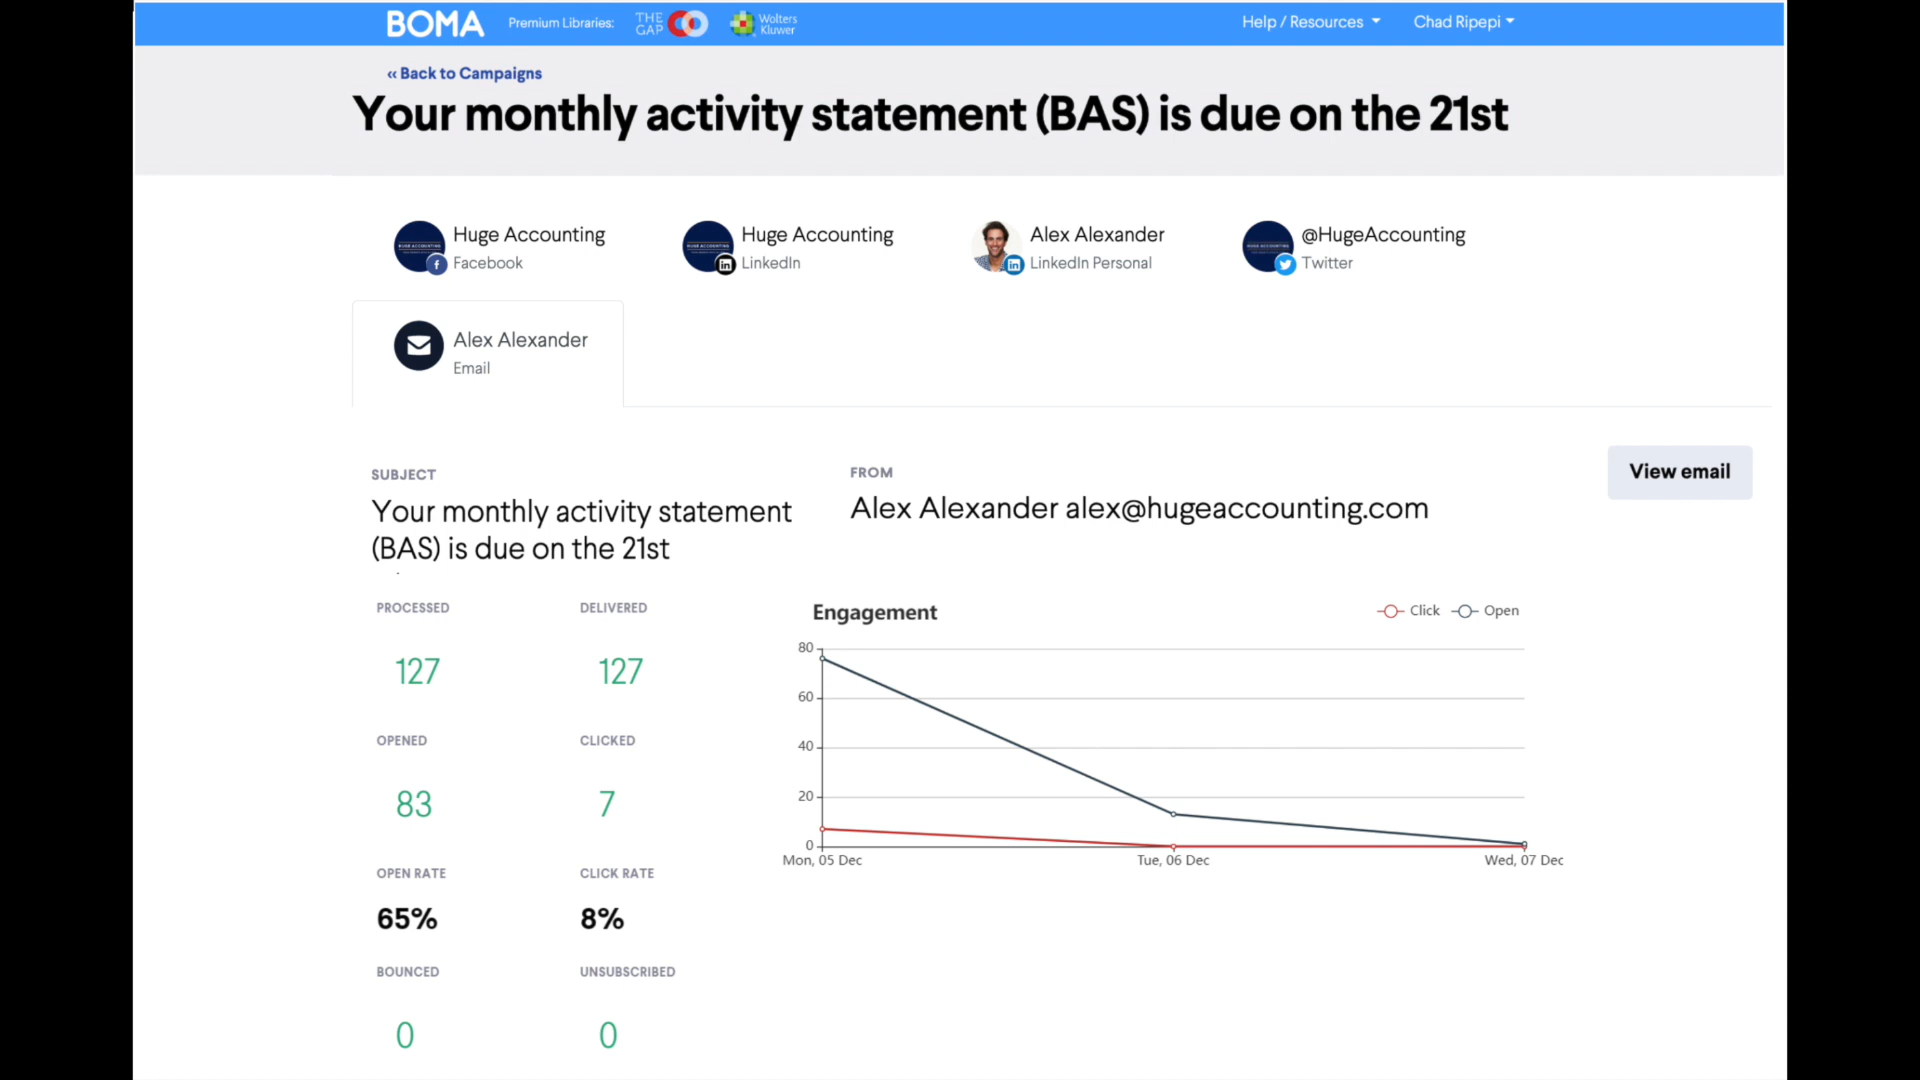 BOMA Premium Libraries: THE GAP Wolters Kluwer Help / Resources Chad Ripepi
‹‹ Back to Campaigns
Your monthly activity statement (BAS) is due on the 21st
Huge Accounting
Facebook
Huge Accounting
LinkedIn
Alex Alexander
LinkedIn Personal
@HugeAccounting
Twitter
Alex Alexander
Email
SUBJECT
Your monthly activity statement
(BAS) is due on the 21st
FROM
Alex Alexander alex@hugeaccounting.com
View email
PROCESSED DELIVERED
127 127
OPENED CLICKED
83 7
OPEN RATE CLICK RATE
65% 8%
BOUNCED UNSUBSCRIBED
0 0
Engagement
Click Open
80
60
40
20
0
Mon, 05 Dec Tue, 06 Dec Wed, 07 Dec